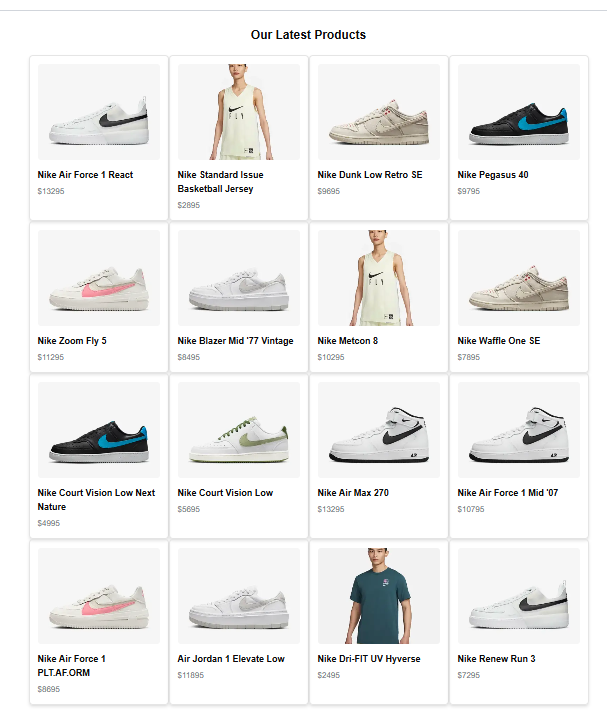 Our Latest Products
Nike Air Force 1 React
$13295
FLY
Nike Standard Issue
Basketball Jersey
$2895
Nike Dunk Low Retro SE
$9695
Nike Pegasus 40
$9795
Nike Zoom Fly 5
$11295
Nike Blazer Mid '77 Vintage
$8495
FLY
Nike Metcon 8
$10295
Nike Waffle One SE
$7895
Nike Court Vision Low Next
Nature
$4995
Nike Court Vision Low
$5695
Nike Air Max 270
$13295
Nike Air Force 1 Mid '07
$10795
Nike Air Force 1
PLT.AF.ORM
$8695
Air Jordan 1 Elevate Low
$11895
Nike Dri-FIT UV Hyverse
$2495
Nike Renew Run 3
$7295